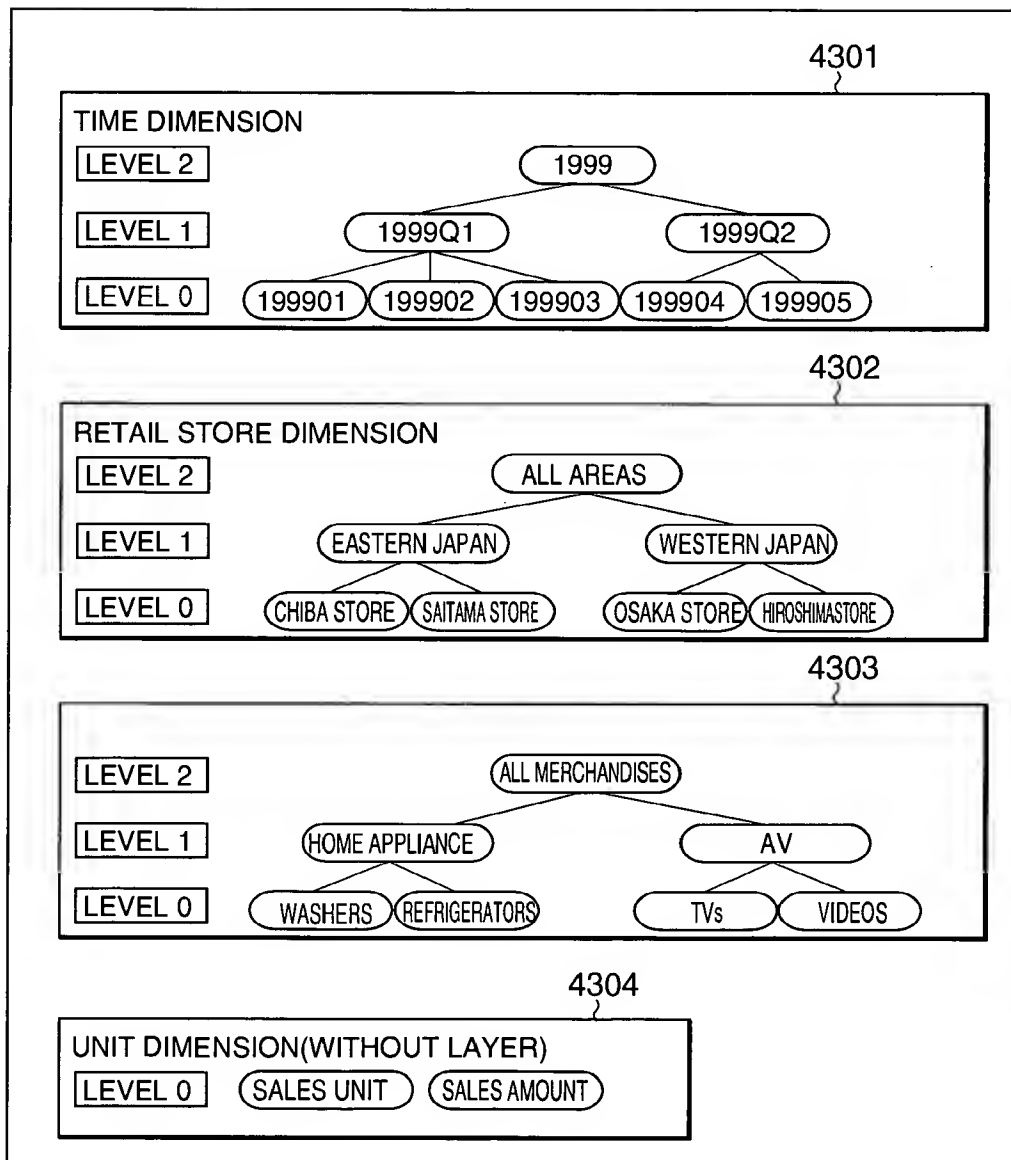 4301
TIME DIMENSION
LEVEL 2 1999
LEVEL 1 1999Q1 1999Q2
LEVEL 0 199901 199902 199903 199904 199905
4302
RETAIL STORE DIMENSION
LEVEL 2 ALL AREAS
LEVEL 1 EASTERN JAPAN WESTERN JAPAN
LEVEL 0 CHIBA STORE SAITAMA STORE OSAKA STORE HIROSHIMASTORE
4303
LEVEL 2 ALL MERCHANDISES
LEVEL 1 HOME APPLIANCE AV
LEVEL 0 WASHERS REFRIGERATORS TVs VIDEOS
4304
UNIT DIMENSION(WITHOUT LAYER)
LEVEL 0 SALES UNIT SALES AMOUNT